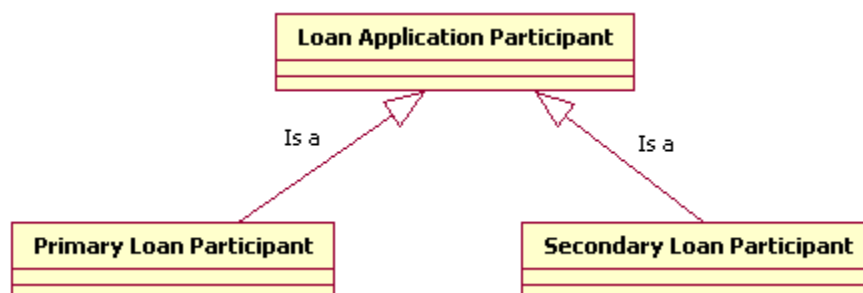 Loan Application Participant
Is a
Is a
Primary Loan Participant
Secondary Loan Participant